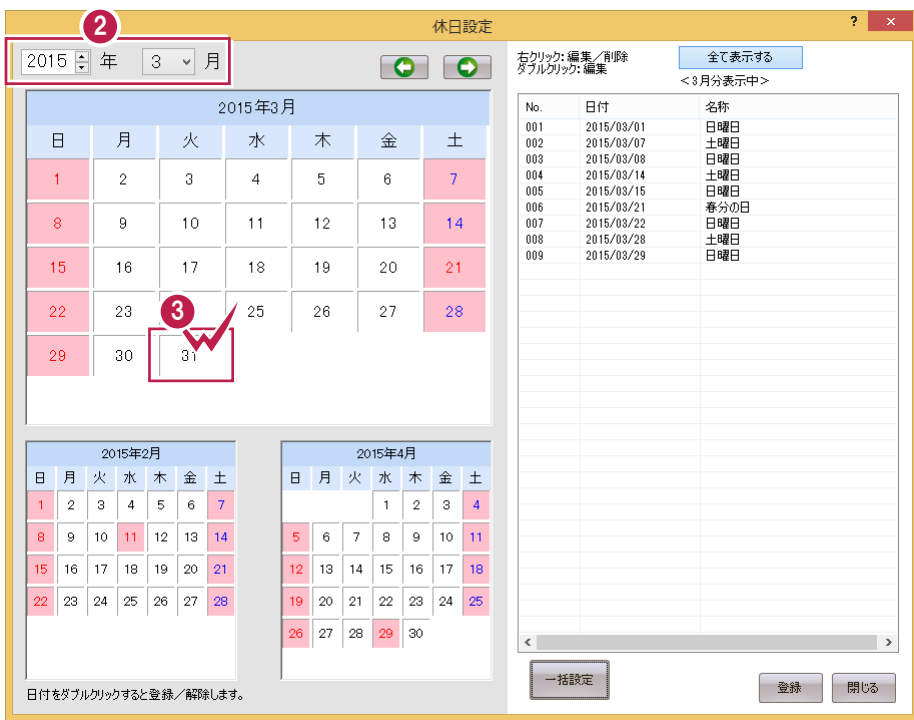 休日設定
? ×
2
2015 年 3 月
2015年3月
日 月 火 水 木 金 土
1 2 3 4 5 6 7
8 9 10 11 12 13 14
15 16 17 18 19 20 21
22 23 25 26 27 28
3
29 30 31
2015年2月
日 月 火 水 木 金 土
1 2 3 4 5 6 7
8 9 10 11 12 13 14
15 16 17 18 19 20 21
22 23 24 25 26 27 28
2015年4月
日 月 火 水 木 金 土
1 2 3 4
5 6 7 8 9 10 11
12 13 14 15 16 17 18
19 20 21 22 23 24 25
26 27 28 29 30
日付をダブルクリックすると登録/解除します。
右クリック:編集/削除
ダブルクリック:編集
全て表示する
<3月分表示中>
No. 日付 名称
001 2015/03/01 日曜日
002 2015/03/07 土曜日
003 2015/03/08 日曜日
004 2015/03/14 土曜日
005 2015/03/15 日曜日
006 2015/03/21 春分の日
007 2015/03/22 日曜日
008 2015/03/28 土曜日
009 2015/03/29 日曜日
一括設定
登録
閉じる